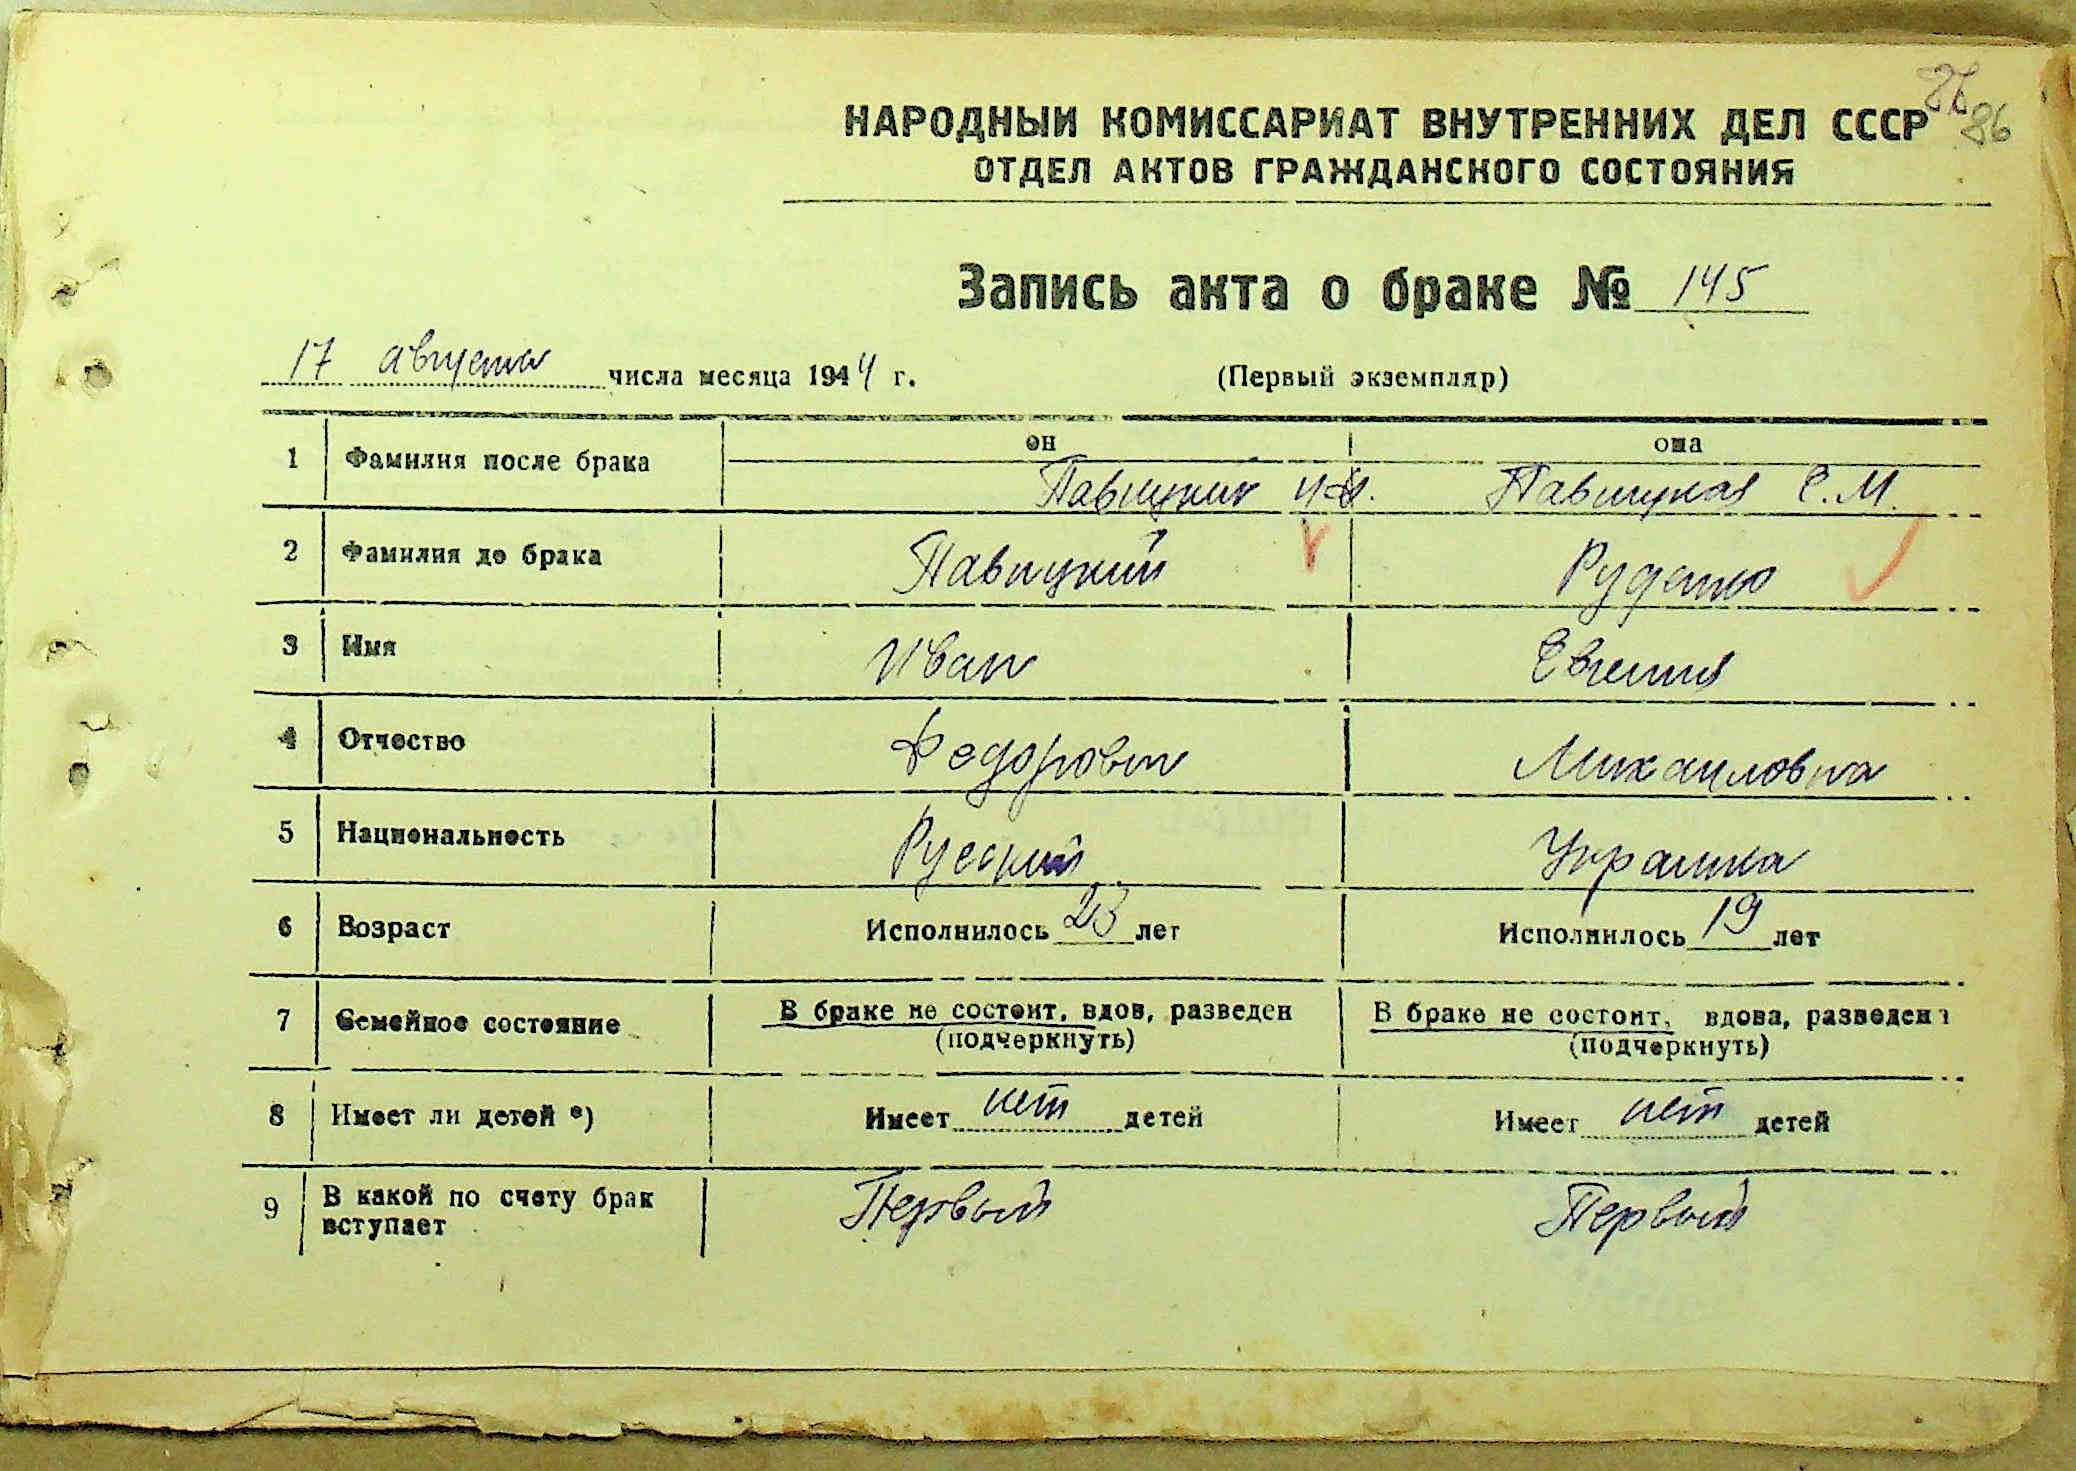 86
НАРОДНЫЙ КОМИССАРИАТ ВНУТРЕННИХ ДЕЛ СССР
ОТДЕЛ АКТОВ ГРАЖДАНСКОГО СОСТОЯНИЯ
Запись акта о браке № 145
17 августа числа месяца 1944 г. (Первый экземпляр)
он она
1 Фамилия после брака Павицкий И.Ф. Павицкая Е.М.
2 Фамилия до брака Павицкий Руденко
3 Имя Иван Евгения
4 Отчество Федорович Михаиловна
5 Национальность Русский Украинка
6 Возраст Исполнилось 23 лет Исполнилось 19 лет
7 Семейное состояние В браке не состоит, вдов, разведен В браке не состоит, вдова, разведена
(подчеркнуть) (подчеркнуть)
8 Имеет ли детей *) Имеет нет детей Имеет нет детей
9 В какой по счету брак Первый Первый
вступает